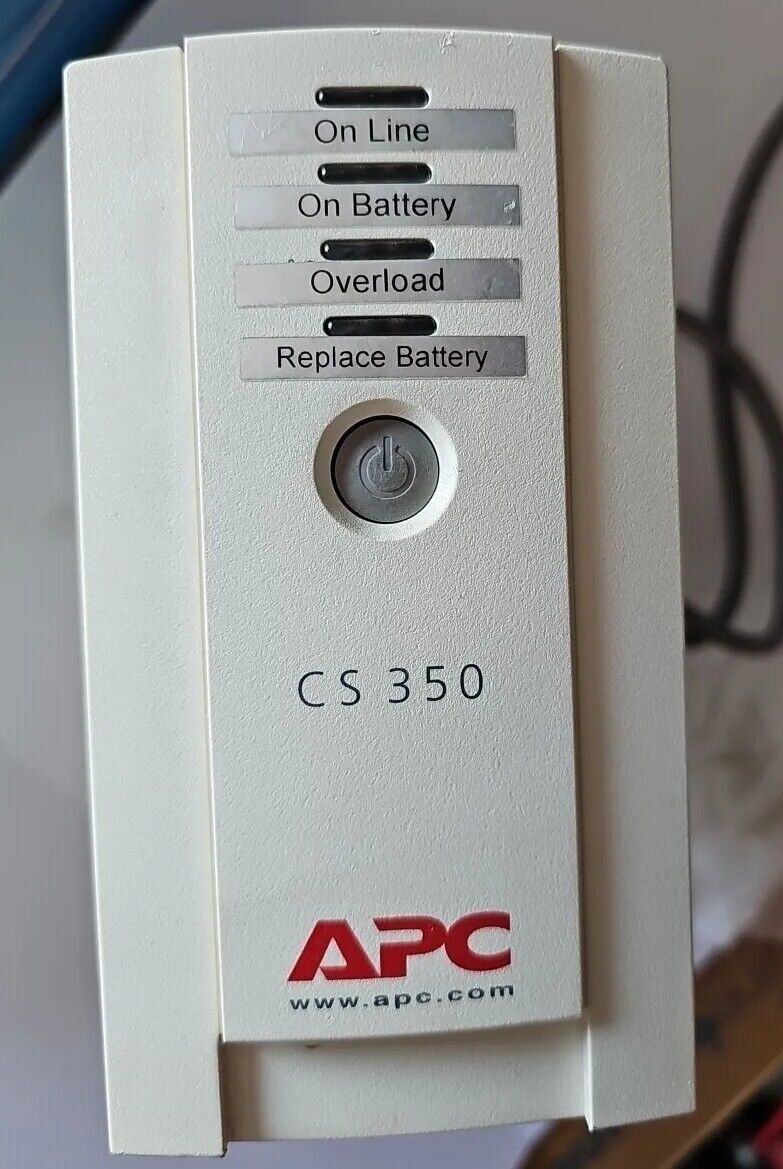 On Line
On Battery
Overload
Replace Battery
CS 350
APC
www.apc.com